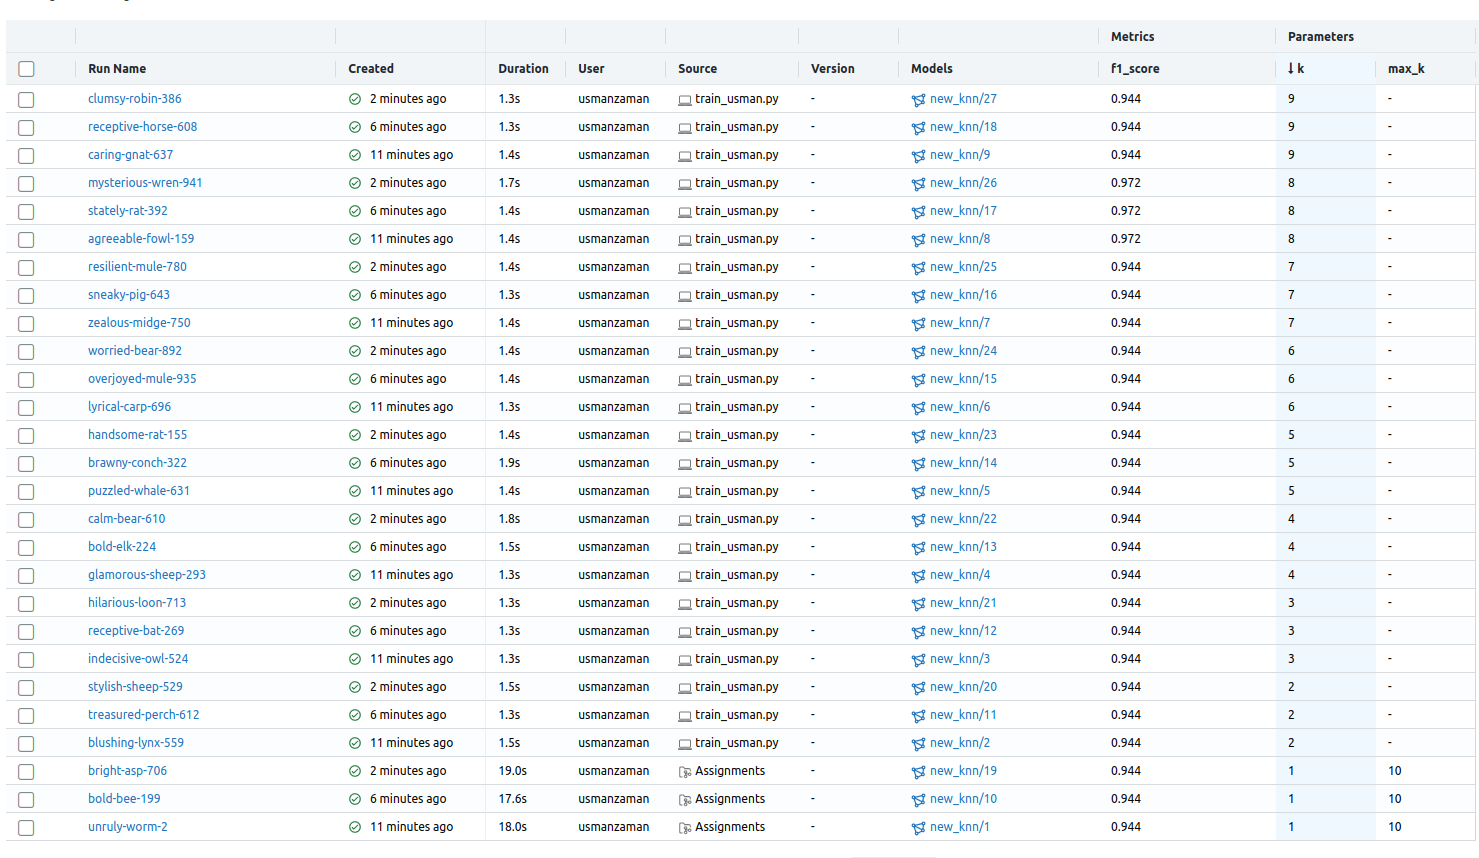 Metrics Parameters
Run Name Created Duration User Source Version Models f1_score ↓ k max_k
clumsy-robin-386 2 minutes ago 1.3s usmanzaman train_usman.py - new_knn/27 0.944 9 -
receptive-horse-608 6 minutes ago 1.3s usmanzaman train_usman.py - new_knn/18 0.944 9 -
caring-gnat-637 11 minutes ago 1.4s usmanzaman train_usman.py - new_knn/9 0.944 9 -
mysterious-wren-941 2 minutes ago 1.7s usmanzaman train_usman.py - new_knn/26 0.972 8 -
stately-rat-392 6 minutes ago 1.4s usmanzaman train_usman.py - new_knn/17 0.972 8 -
agreeable-fowl-159 11 minutes ago 1.4s usmanzaman train_usman.py - new_knn/8 0.972 8 -
resilient-mule-780 2 minutes ago 1.4s usmanzaman train_usman.py - new_knn/25 0.944 7 -
sneaky-pig-643 6 minutes ago 1.3s usmanzaman train_usman.py - new_knn/16 0.944 7 -
zealous-midge-750 11 minutes ago 1.4s usmanzaman train_usman.py - new_knn/7 0.944 7 -
worried-bear-892 2 minutes ago 1.4s usmanzaman train_usman.py - new_knn/24 0.944 6 -
overjoyed-mule-935 6 minutes ago 1.4s usmanzaman train_usman.py - new_knn/15 0.944 6 -
lyrical-carp-696 11 minutes ago 1.3s usmanzaman train_usman.py - new_knn/6 0.944 6 -
handsome-rat-155 2 minutes ago 1.4s usmanzaman train_usman.py - new_knn/23 0.944 5 -
brawny-conch-322 6 minutes ago 1.9s usmanzaman train_usman.py - new_knn/14 0.944 5 -
puzzled-whale-631 11 minutes ago 1.4s usmanzaman train_usman.py - new_knn/5 0.944 5 -
calm-bear-610 2 minutes ago 1.8s usmanzaman train_usman.py - new_knn/22 0.944 4 -
bold-elk-224 6 minutes ago 1.5s usmanzaman train_usman.py - new_knn/13 0.944 4 -
glamorous-sheep-293 11 minutes ago 1.3s usmanzaman train_usman.py - new_knn/4 0.944 4 -
hilarious-loon-713 2 minutes ago 1.3s usmanzaman train_usman.py - new_knn/21 0.944 3 -
receptive-bat-269 6 minutes ago 1.3s usmanzaman train_usman.py - new_knn/12 0.944 3 -
indecisive-owl-524 11 minutes ago 1.3s usmanzaman train_usman.py - new_knn/3 0.944 3 -
stylish-sheep-529 2 minutes ago 1.5s usmanzaman train_usman.py - new_knn/20 0.944 2 -
treasured-perch-612 6 minutes ago 1.3s usmanzaman train_usman.py - new_knn/11 0.944 2 -
blushing-lynx-559 11 minutes ago 1.5s usmanzaman train_usman.py - new_knn/2 0.944 2 -
bright-asp-706 2 minutes ago 19.0s usmanzaman Assignments - new_knn/19 0.944 1 10
bold-bee-199 6 minutes ago 17.6s usmanzaman Assignments - new_knn/10 0.944 1 10
unruly-worm-2 11 minutes ago 18.0s usmanzaman Assignments - new_knn/1 0.944 1 10